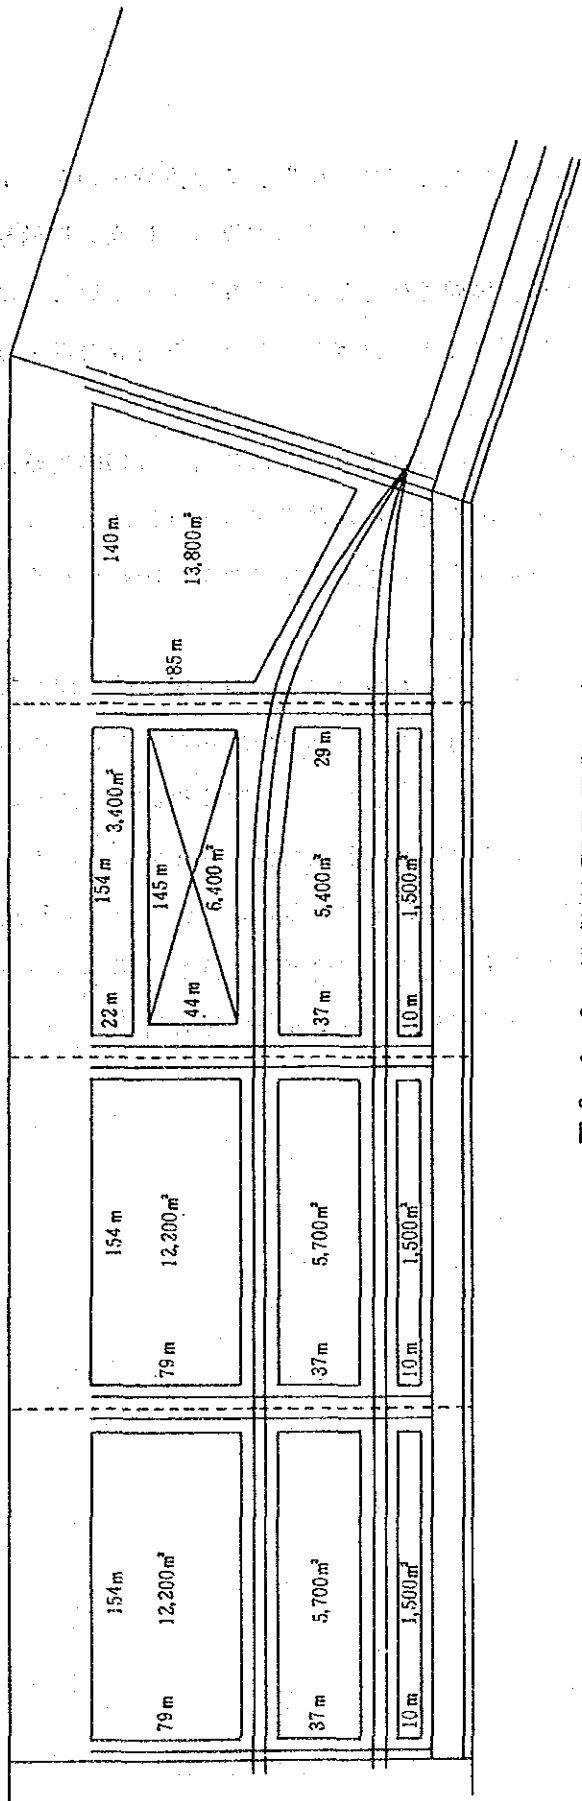 140 m
13,800m²
85 m
154 m
3,400m²
22 m
145 m
6,400m²
44 m
29 m
5,400m²
37 m
1,500m²
10 m
154 m
12,200m²
79 m
5,700m²
37 m
1,500m²
10 m
154m
12,200m²
79 m
5,700m²
37 m
1,500m²
10 m